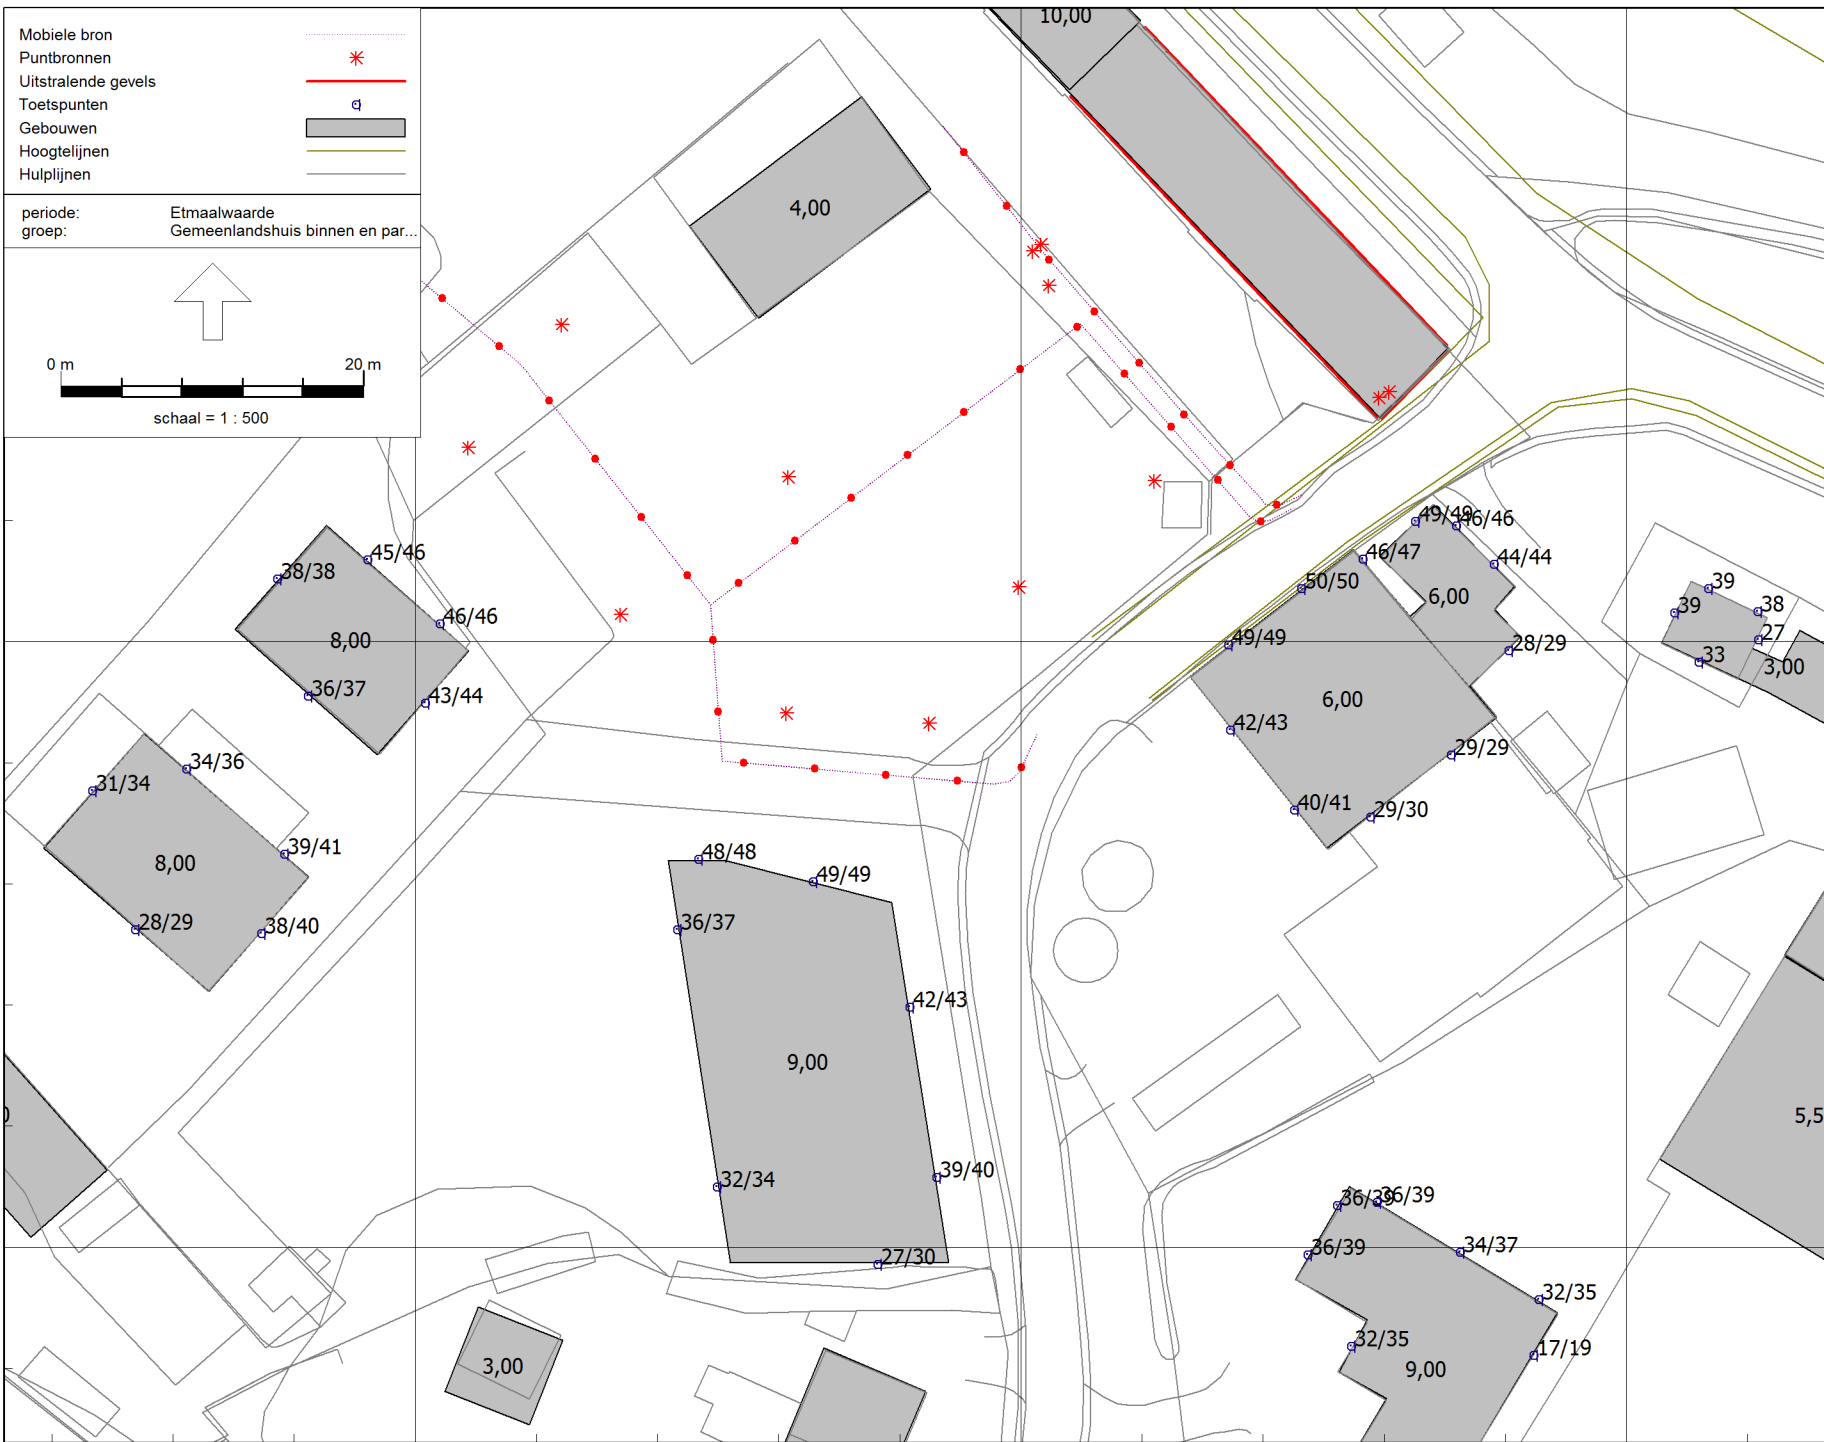 Mobiele bron
Puntbronnen
Uitstralende gevels
Toetspunten
Gebouwen
Hoogtelijnen
Hulplijnen
periode: Etmaalwaarde
groep: Gemeenlandshuis binnen en par...
0 m 20 m
schaal = 1 : 500
10,00
4,00
49/49 46/46
45/46 46/47 44/44
38/38 50/50 39
6,00 39 38
46/46 27
8,00 49/49 28/29
33 3,00
36/37 43/44 6,00
42/43
29/29
34/36
31/34
40/41 29/30
39/41 48/48
8,00 49/49
28/29 38/40 36/37
42/43
9,00
5,5
32/34 39/40
36/39 36/39
27/30 36/39 34/37
32/35
32/35 17/19
3,00 9,00